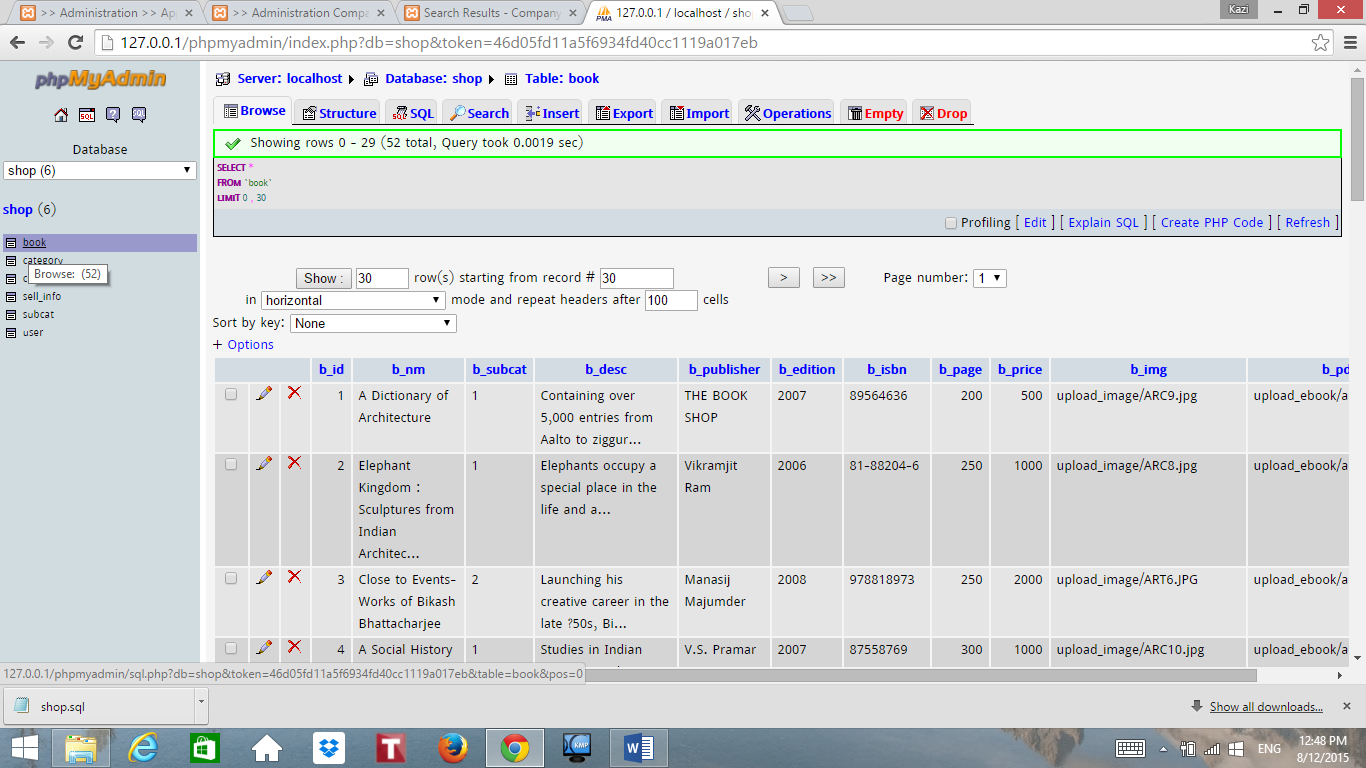 >> Administration >> Ap
>> Administration Compa
Search Results - Company
127.0.0.1 / localhost / sho
Kazi
127.0.0.1/phpmyadmin/index.php?db=shop&token=46d05fd11a5f6934fd40cc1119a017eb
phpMyAdmin
Server: localhost Database: shop Table: book
Browse Structure SQL Search Insert Export Import Operations Empty Drop
SQL
Database
shop (6)
shop (6)
book
category
Browse: (52)
c
sell_info
subcat
user
Showing rows 0 - 29 (52 total, Query took 0.0019 sec)
SELECT *
FROM `book`
LIMIT 0 , 30
Profiling [ Edit ] [ Explain SQL ] [ Create PHP Code ] [ Refresh ]
Show : 30 row(s) starting from record # 30 > >> Page number: 1
in horizontal mode and repeat headers after 100 cells
Sort by key: None
+ Options
b_id b_nm b_subcat b_desc b_publisher b_edition b_isbn b_page b_price b_img b_pd
1 A Dictionary of 1 Containing over THE BOOK 2007 89564636 200 500 upload_image/ARC9.jpg upload_ebook/a
Architecture 5,000 entries from SHOP
Aalto to ziggur...
2 Elephant 1 Elephants occupy a Vikramjit 2006 81-88204-6 250 1000 upload_image/ARC8.jpg upload_ebook/a
Kingdom : special place in the Ram
Sculptures from life and a...
Indian
Architec...
3 Close to Events- 2 Launching his Manasij 2008 978818973 250 2000 upload_image/ART6.JPG upload_ebook/a
Works of Bikash creative career in the Majumder
Bhattacharjee late ?50s, Bi...
4 A Social History 1 Studies in Indian V.S. Pramar 2007 87558769 300 1000 upload_image/ARC10.jpg upload_ebook/a
127.0.0.1/phpmyadmin/sql.php?db=shop&token=46d05fd11a5f6934fd40cc1119a017eb&table=book&pos=0
shop.sql
Show all downloads...
ENG
12:48 PM
8/12/2015